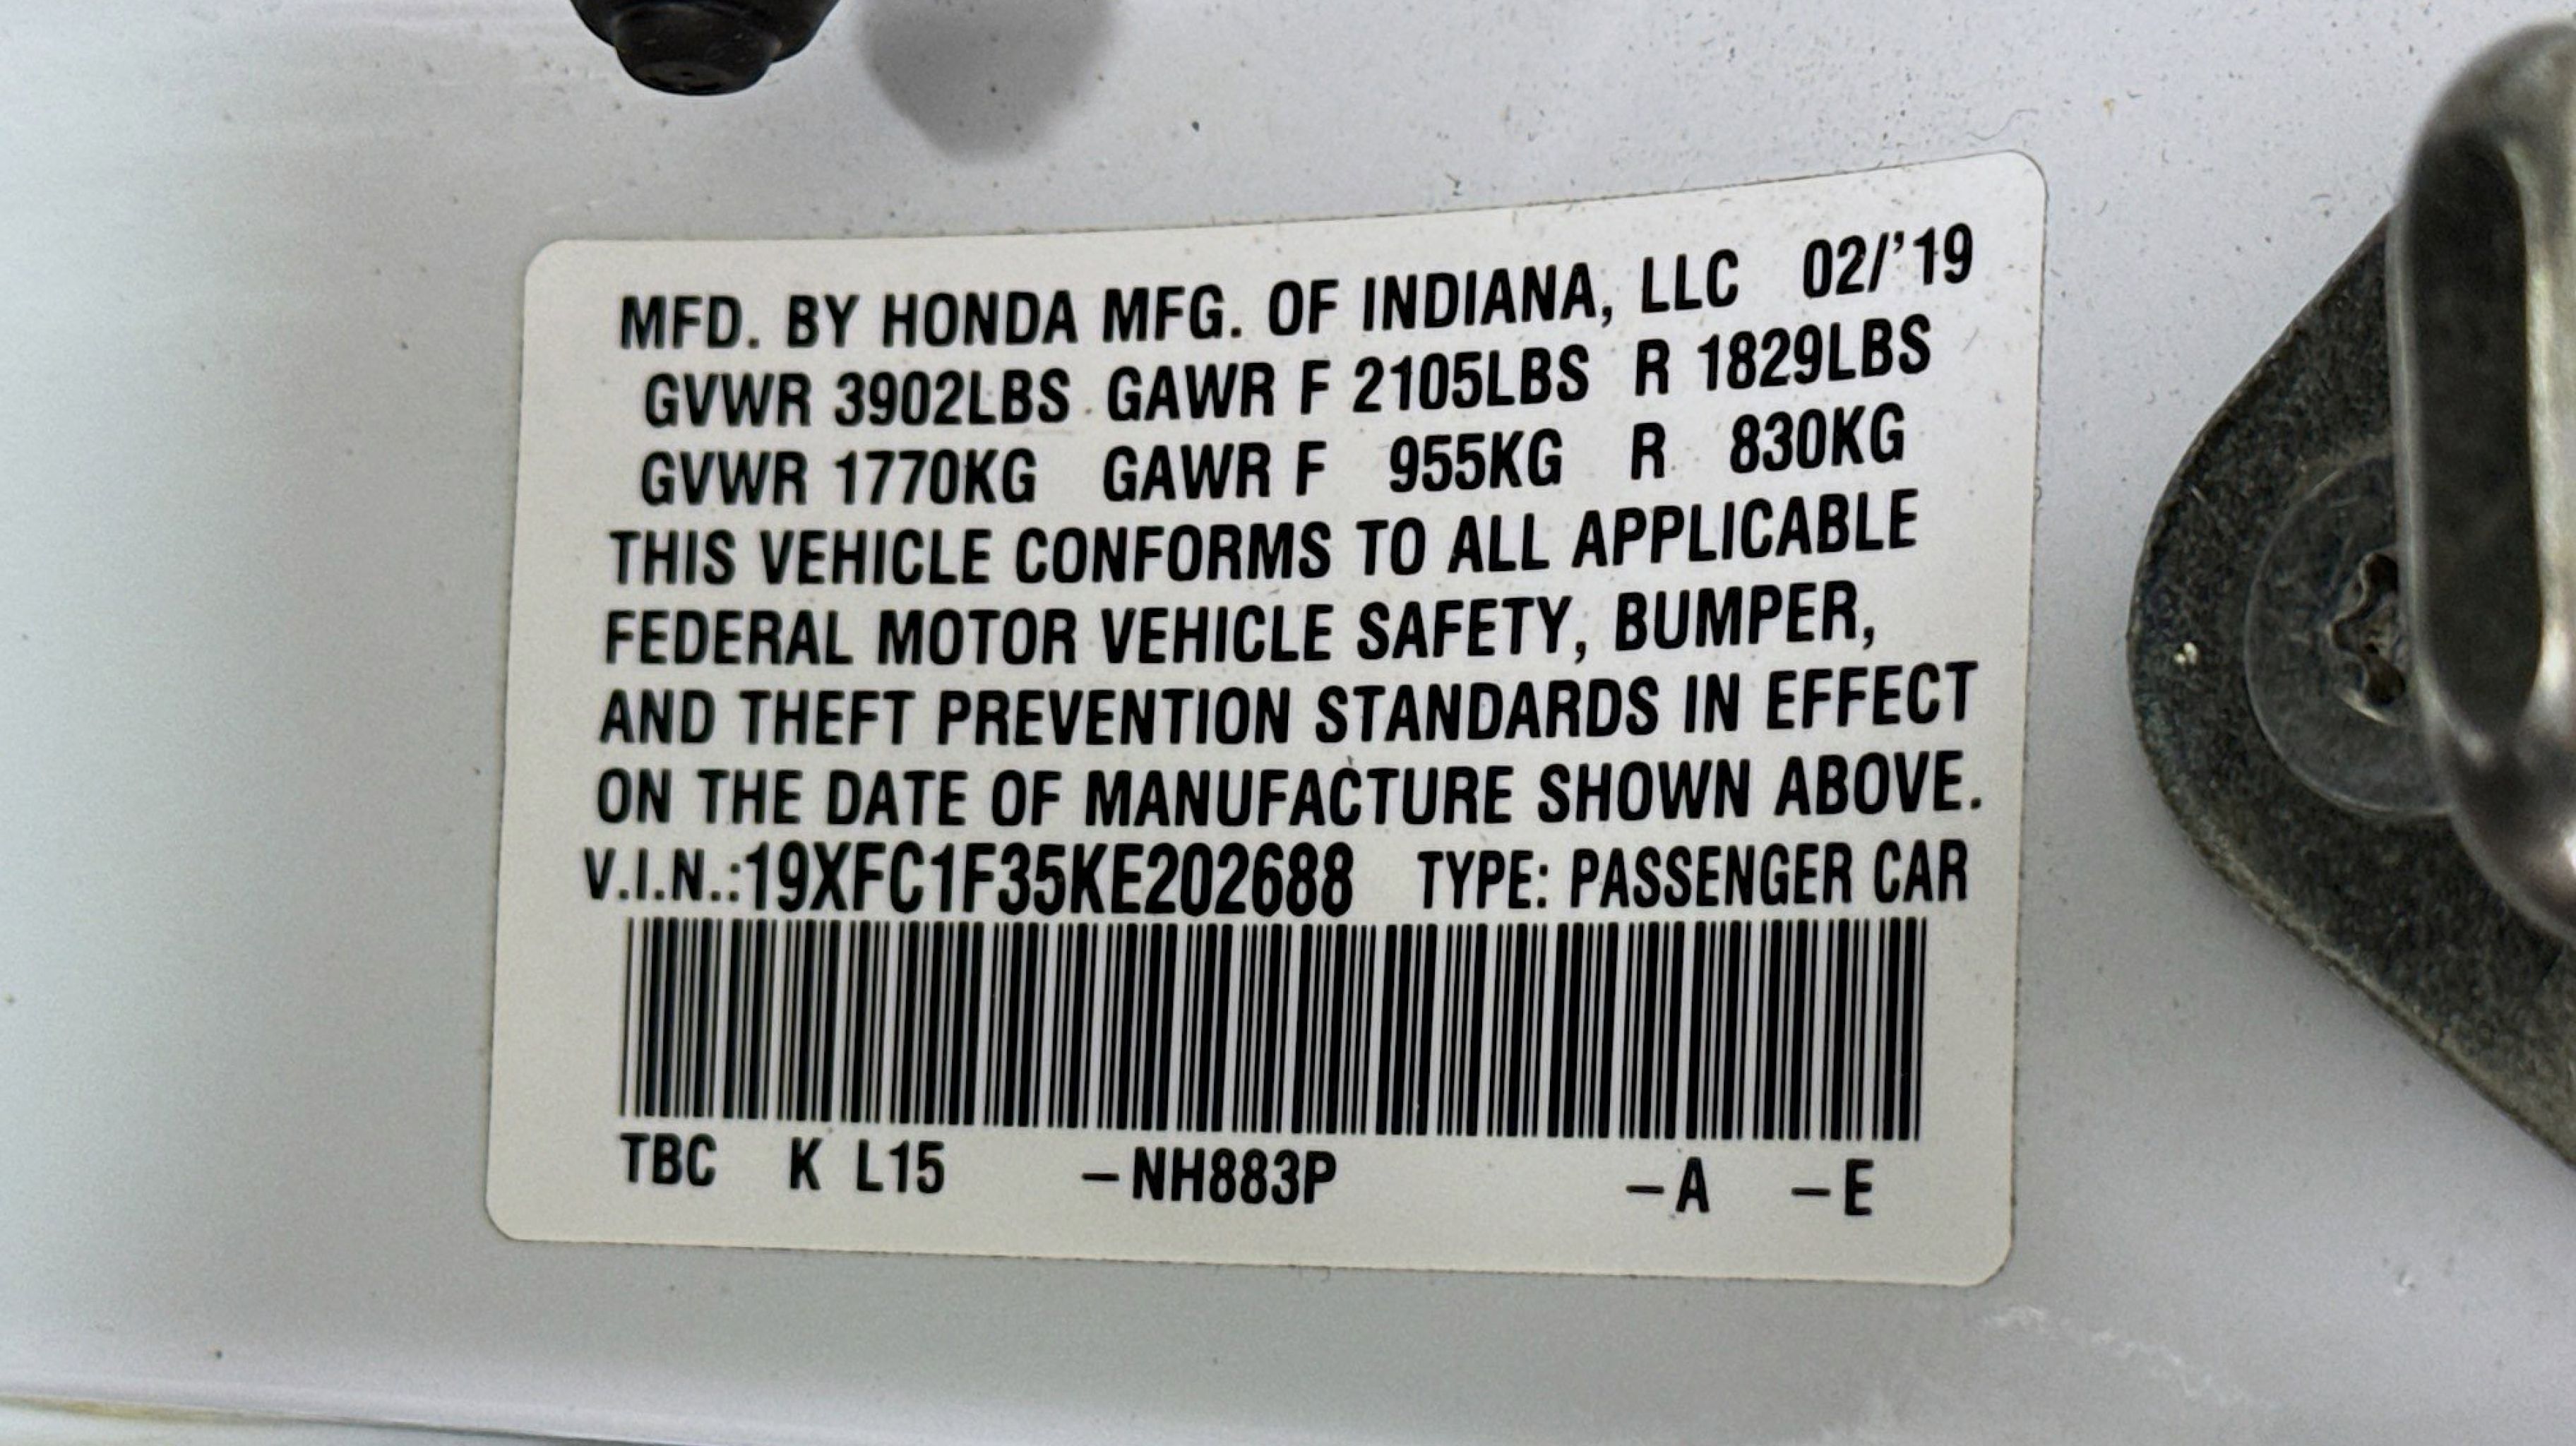 MFD. BY HONDA MFG. OF INDIANA, LLC 02/'19
GVWR 3902LBS GAWR F 2105LBS R 1829LBS
GVWR 1770KG GAWR F 955KG R 830KG
THIS VEHICLE CONFORMS TO ALL APPLICABLE
FEDERAL MOTOR VEHICLE SAFETY, BUMPER,
AND THEFT PREVENTION STANDARDS IN EFFECT
ON THE DATE OF MANUFACTURE SHOWN ABOVE.
V.I.N.:19XFC1F35KE202688 TYPE: PASSENGER CAR
TBC K L15 –NH883P –A –E